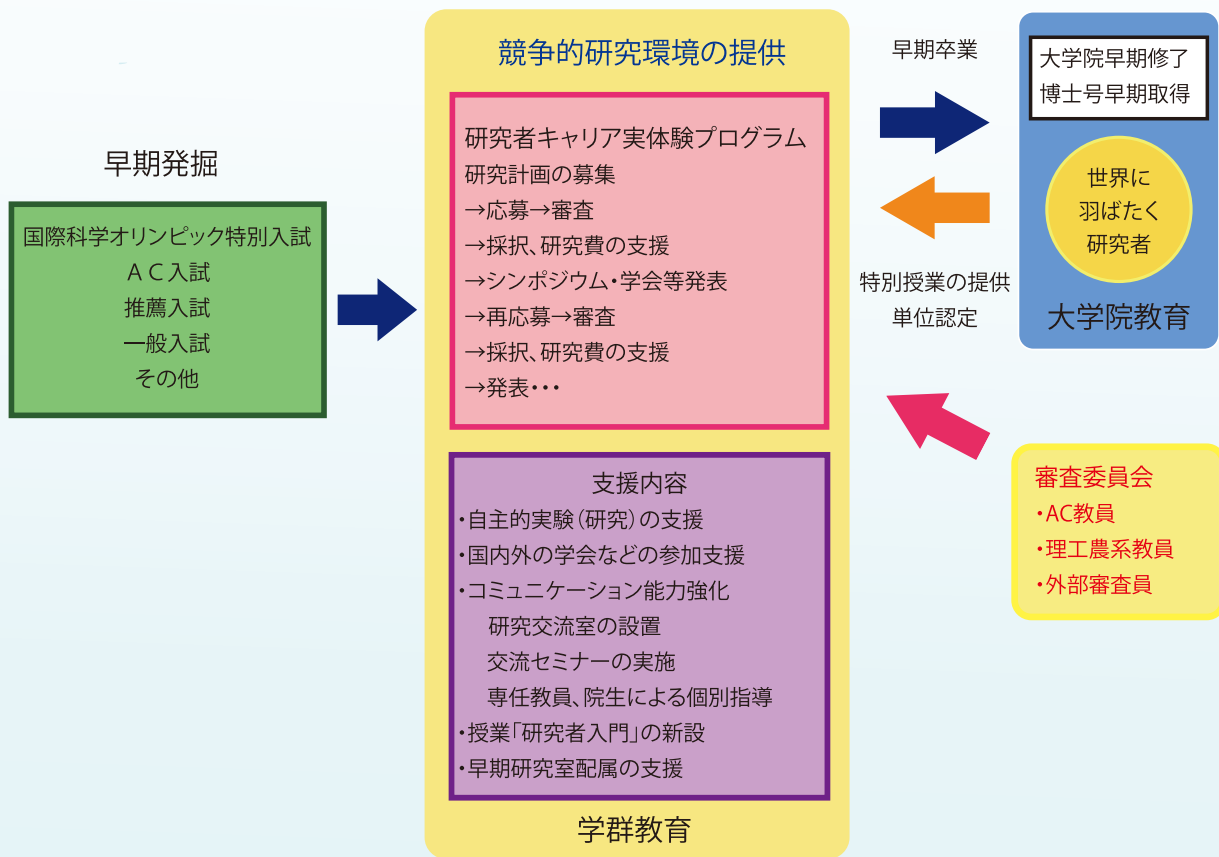 早期発掘
国際科学オリンピック特別入試
ＡＣ入試
推薦入試
一般入試
その他
競争的研究環境の提供
研究者キャリア実体験プログラム
研究計画の募集
→応募→審査
→採択、研究費の支援
→シンポジウム・学会等発表
→再応募→審査
→採択、研究費の支援
→発表・・・
支援内容
・自主的実験（研究）の支援
・国内外の学会などの参加支援
・コミュニケーション能力強化
研究交流室の設置
交流セミナーの実施
専任教員、院生による個別指導
・授業「研究者入門」の新設
・早期研究室配属の支援
学群教育
早期卒業
特別授業の提供
単位認定
大学院早期修了
博士号早期取得
世界に
羽ばたく
研究者
大学院教育
審査委員会
・AC教員
・理工農系教員
・外部審査員